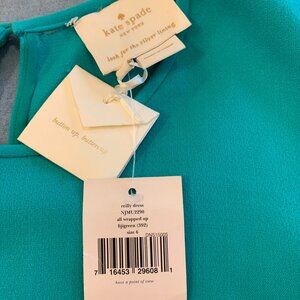 kate spade
NEW YORK
look for the silver lining
button up, buttercup
reilly dress
NJMU2290
all wrapped up
fijigreen (392)
size 6
7 16453 29608 1
have a point of view